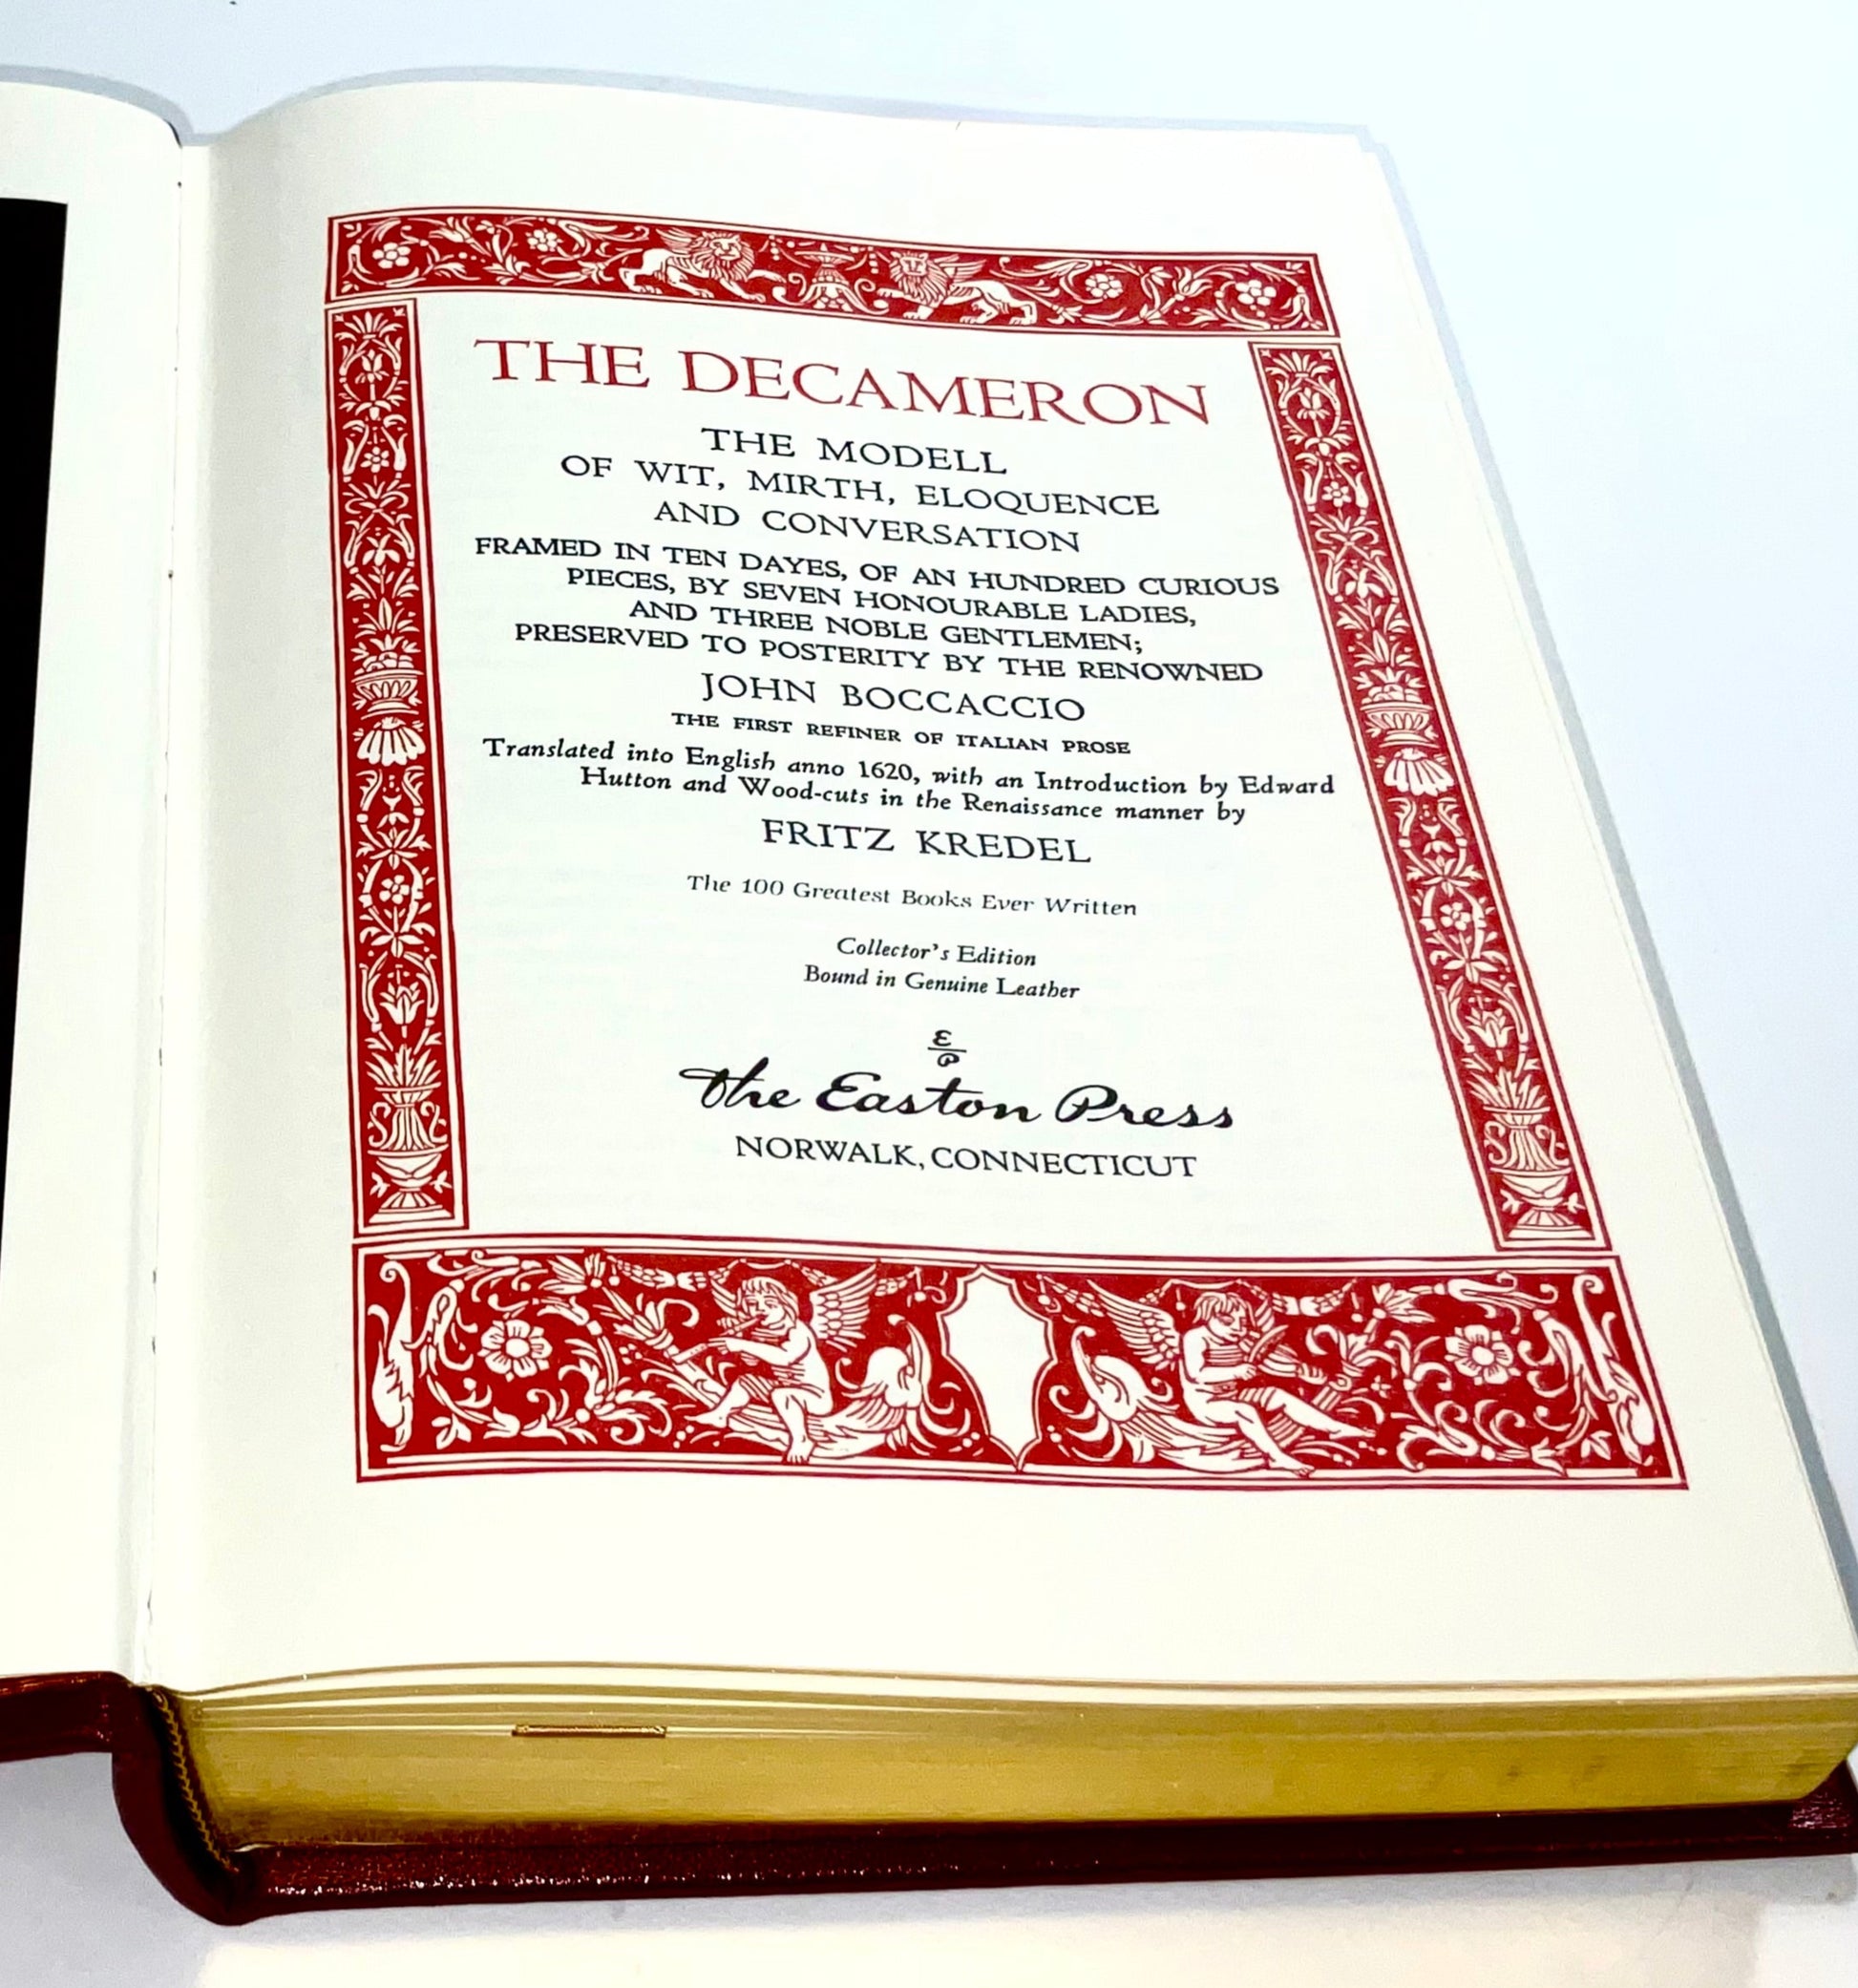 THE DECAMERON
THE MODELL
OF WIT, MIRTH, ELOQUENCE
AND CONVERSATION
FRAMED IN TEN DAYES, OF AN HUNDRED CURIOUS
PIECES, BY SEVEN HONOURABLE LADIES,
AND THREE NOBLE GENTLEMEN;
PRESERVED TO POSTERITY BY THE RENOWNED
JOHN BOCCACCIO
THE FIRST REFINER OF ITALIAN PROSE
Translated into English anno 1620, with an Introduction by Edward
Hutton and Wood-cuts in the Renaissance manner by
FRITZ KREDEL
The 100 Greatest Books Ever Written
Collector's Edition
Bound in Genuine Leather
E
P
The Easton Press
NORWALK, CONNECTICUT